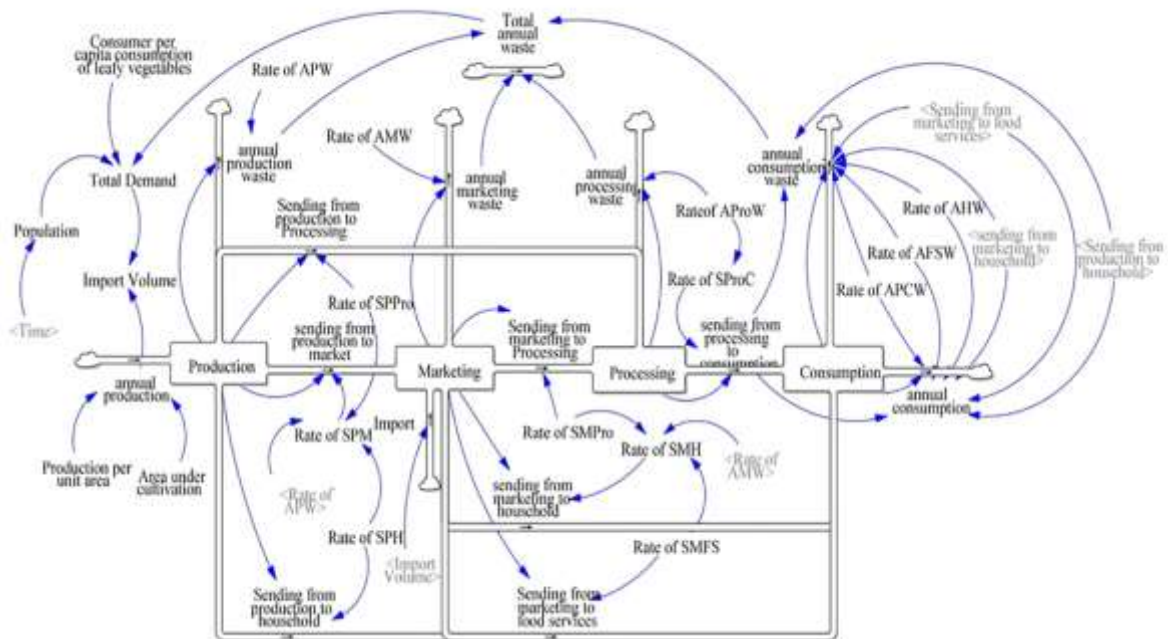 Total
annual
waste
Consumer per
capita consumption
of leafy vegetables
Rate of APW
Rate of AMW
annual
production
waste
annual
marketing
waste
annual
processing
waste
annual
consumption
waste
<Sending from
marketing to food
services>
Total Demand
Sending from
production to
Processing
Rateof AProW
Rate of AHW
<sending from
marketing to
household>
<Sending fron
production to
household>
Population
Import Volume
Rate of AFSW
Rate of SProC
Rate of APCW
<Time>
Rate of SPPro
sending from
production to
market
Sending from
marketing to
Processing
sending from
processing to
consumption
Production
Marketing
Processing
Consumption
annual
production
annual
consumption
Import
Rate of SPM
Rate of SMPro
Rate of SMH
<Rate of
AMW>
Production per
unit area
Area under
cultivation
<Rate of
APW>
sending from
marketing to
household
Rate of SPH
Rate of SMFS
<Import
Volume>
Sending from
production to
household
Sending from
marketing to
food services